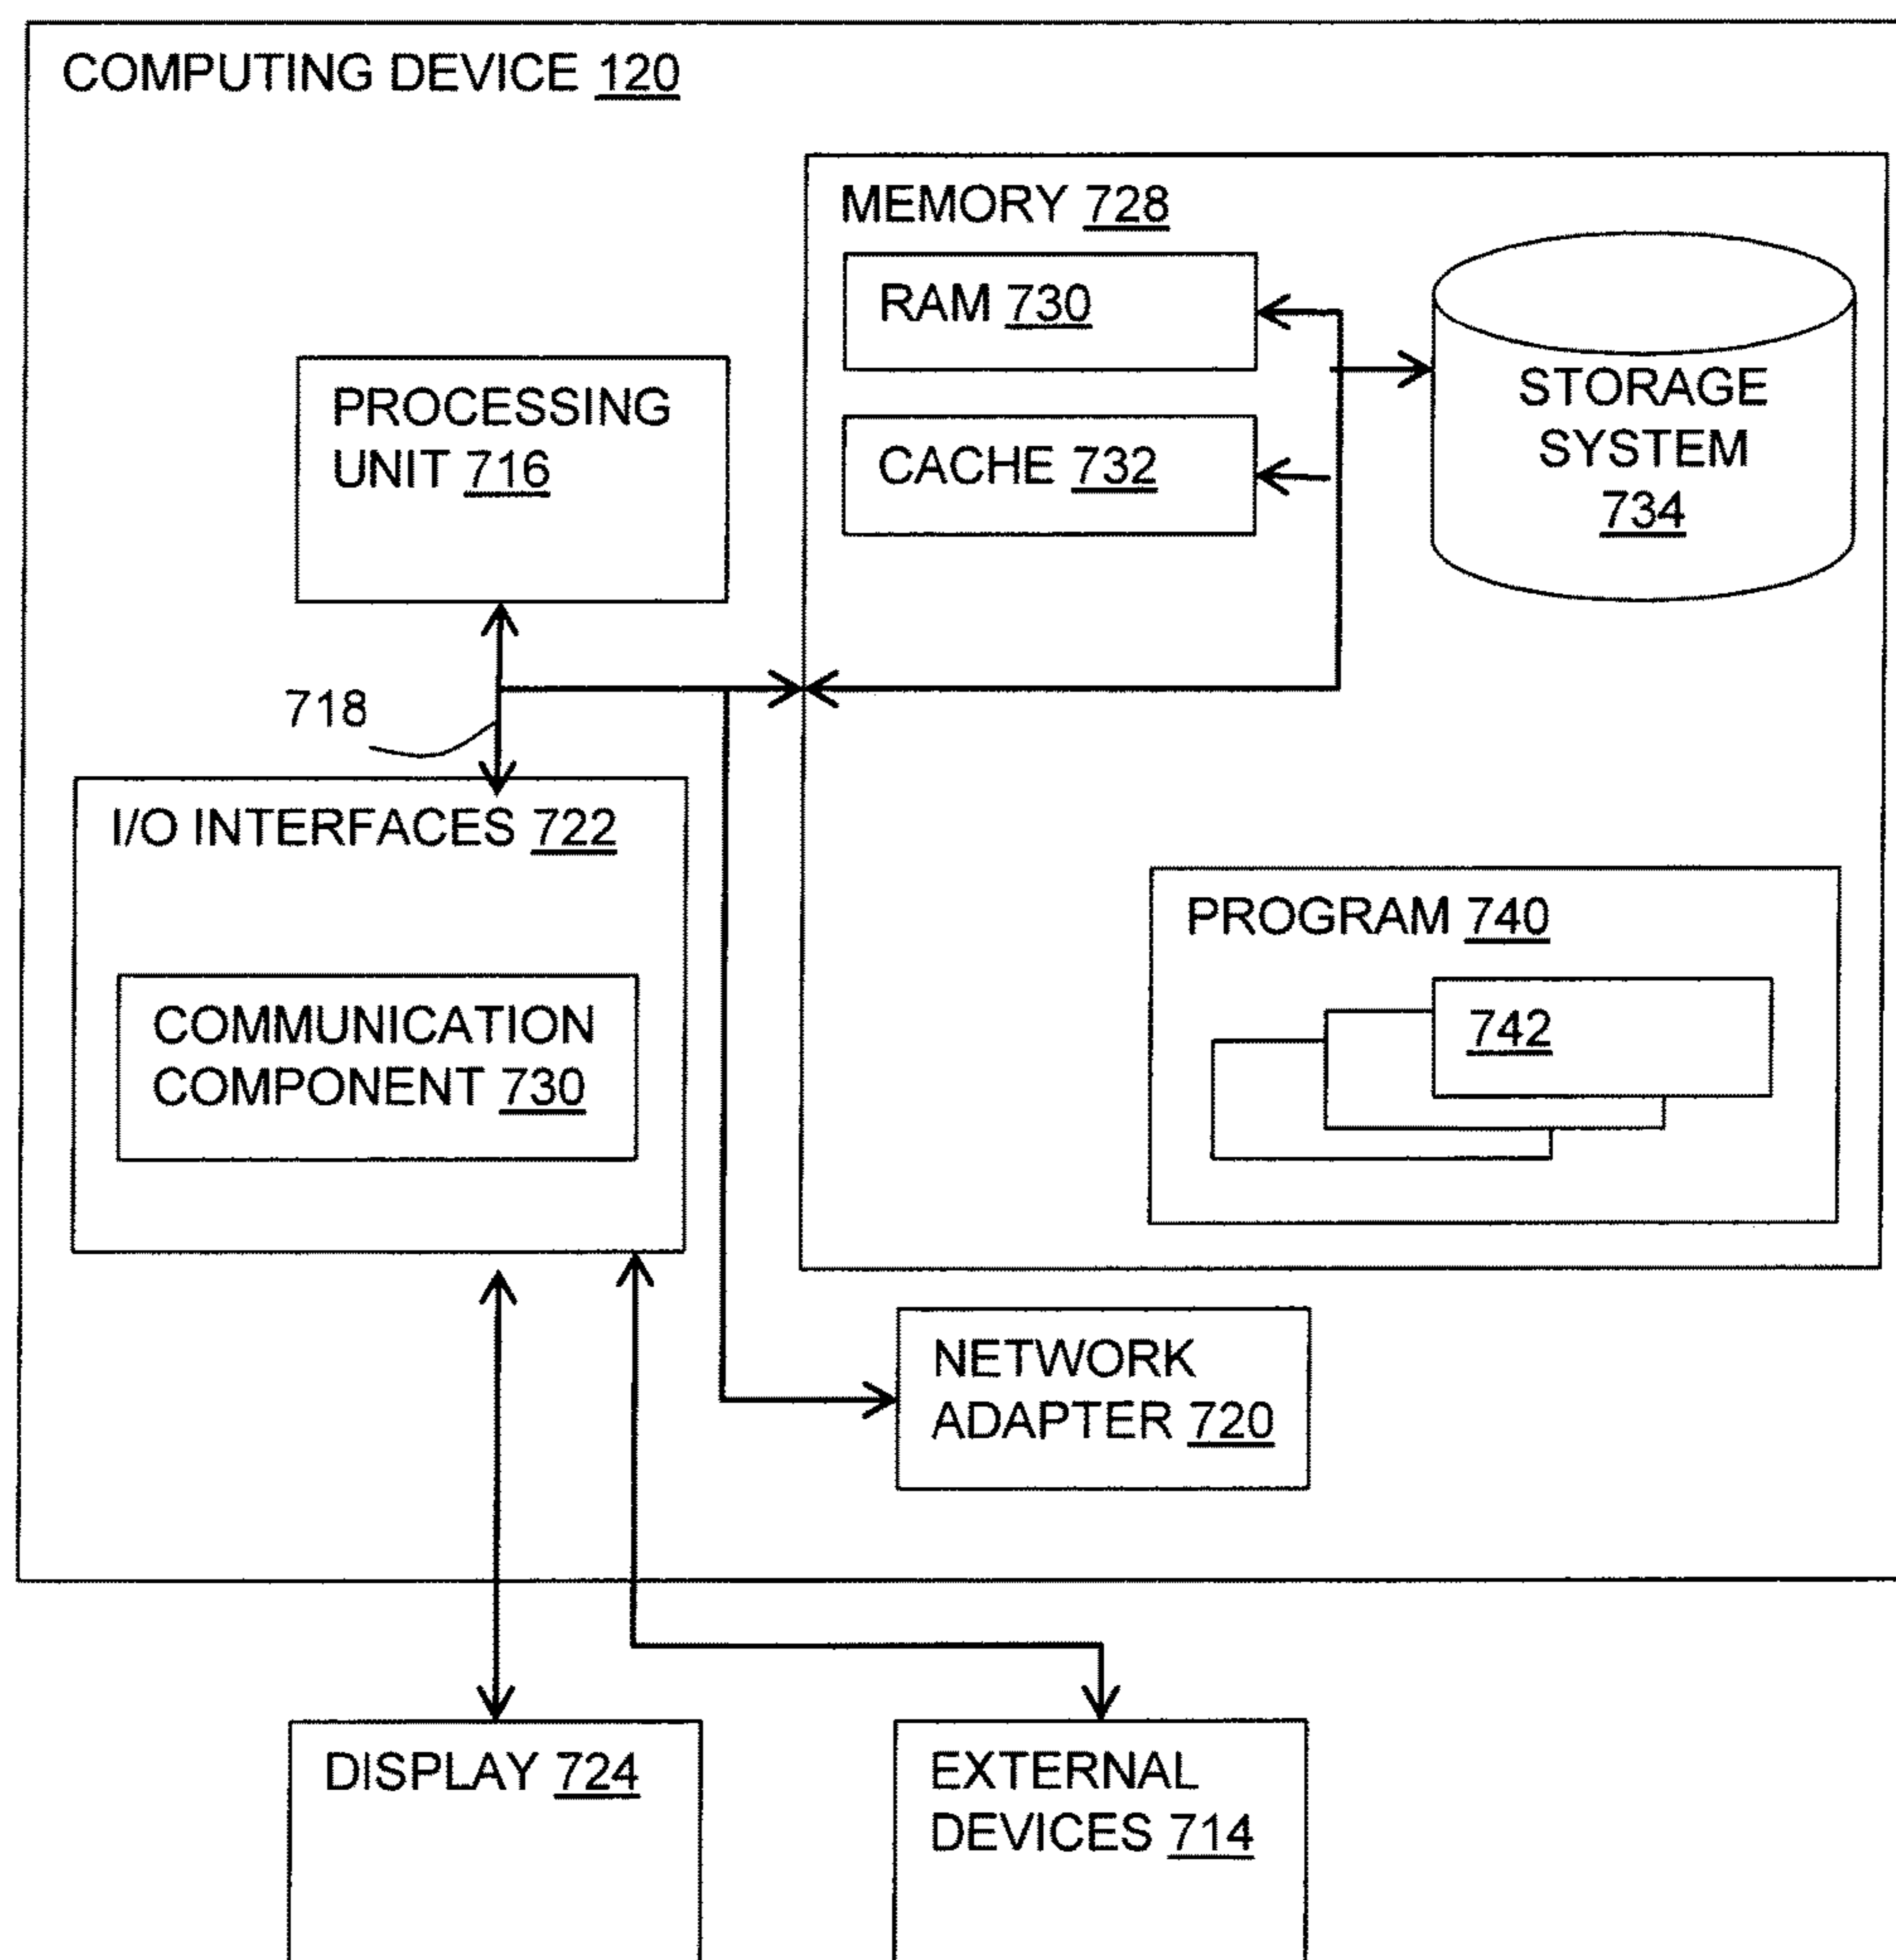 COMPUTING DEVICE 120
MEMORY 728
RAM 730
CACHE 732
STORAGE
SYSTEM
734
PROCESSING
UNIT 716
718
I/O INTERFACES 722
COMMUNICATION
COMPONENT 730
PROGRAM 740
742
NETWORK
ADAPTER 720
DISPLAY 724
EXTERNAL
DEVICES 714